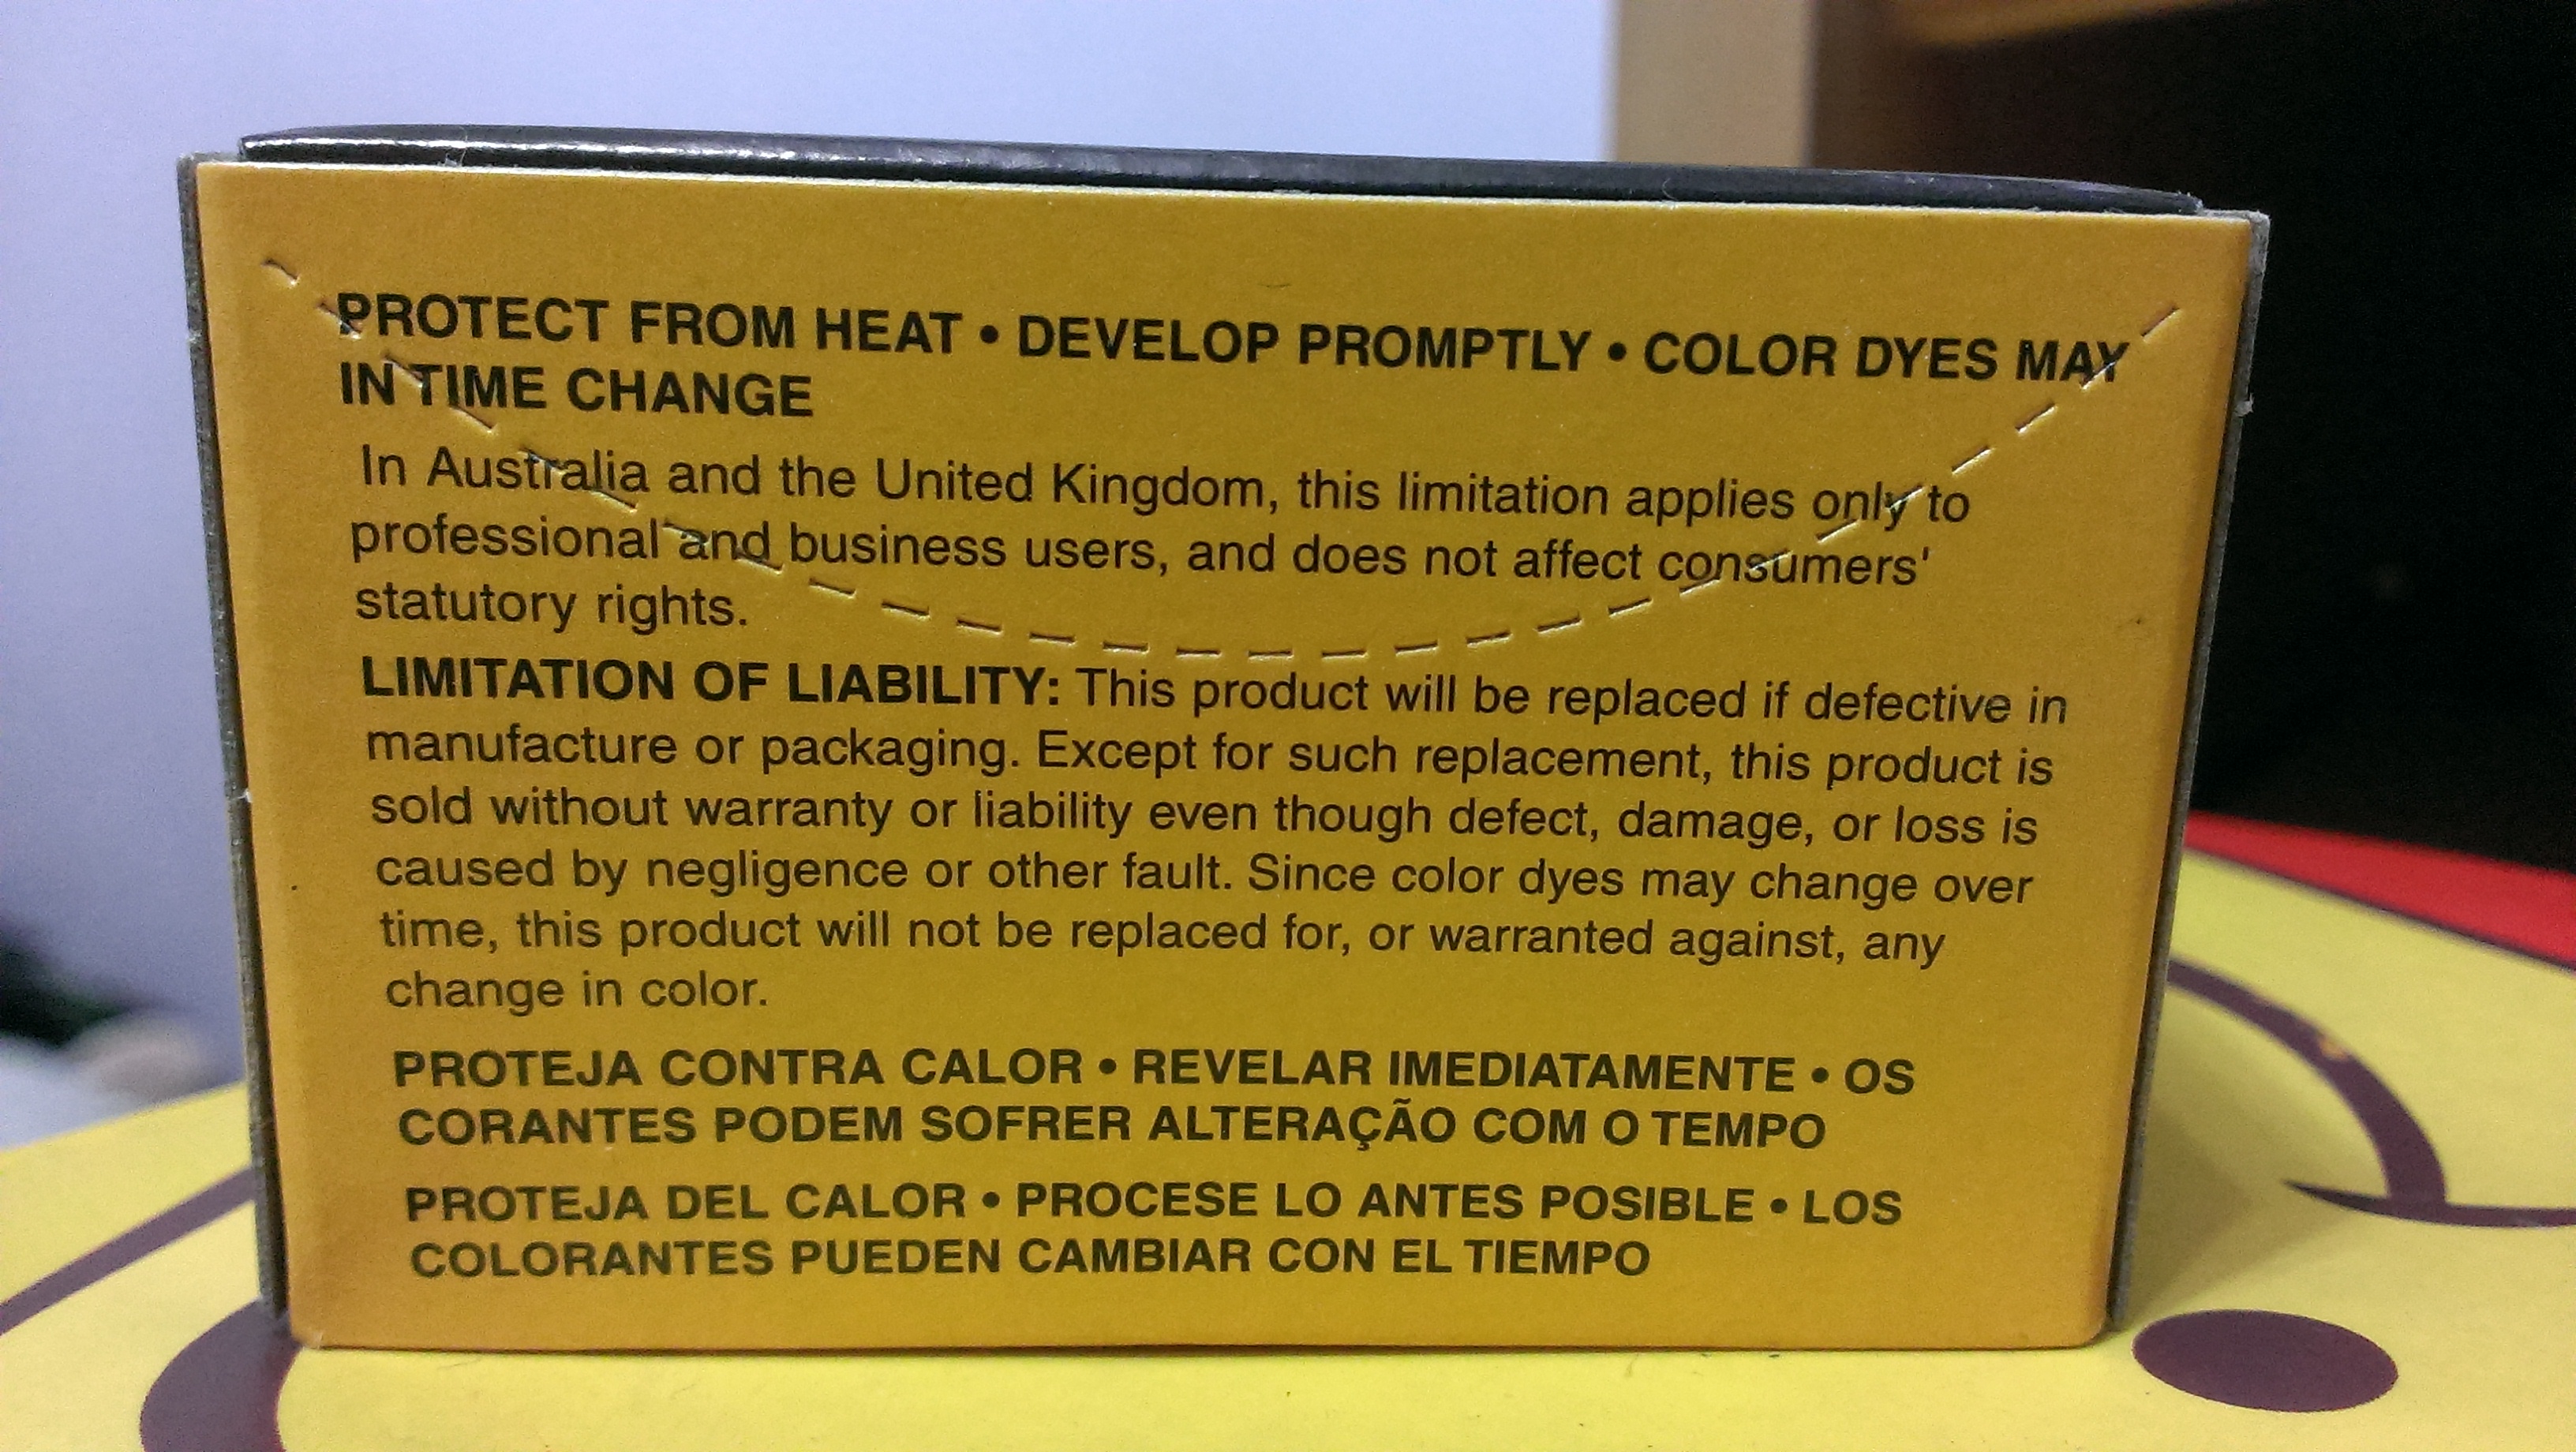 PROTECT FROM HEAT • DEVELOP PROMPTLY • COLOR DYES MAY
IN TIME CHANGE
In Australia and the United Kingdom, this limitation applies only to
professional and business users, and does not affect consumers'
statutory rights.
LIMITATION OF LIABILITY: This product will be replaced if defective in
manufacture or packaging. Except for such replacement, this product is
sold without warranty or liability even though defect, damage, or loss is
caused by negligence or other fault. Since color dyes may change over
time, this product will not be replaced for, or warranted against, any
change in color.
PROTEJA CONTRA CALOR • REVELAR IMEDIATAMENTE • OS
CORANTES PODEM SOFRER ALTERAÇÃO COM O TEMPO
PROTEJA DEL CALOR • PROCESE LO ANTES POSIBLE • LOS
COLORANTES PUEDEN CAMBIAR CON EL TIEMPO